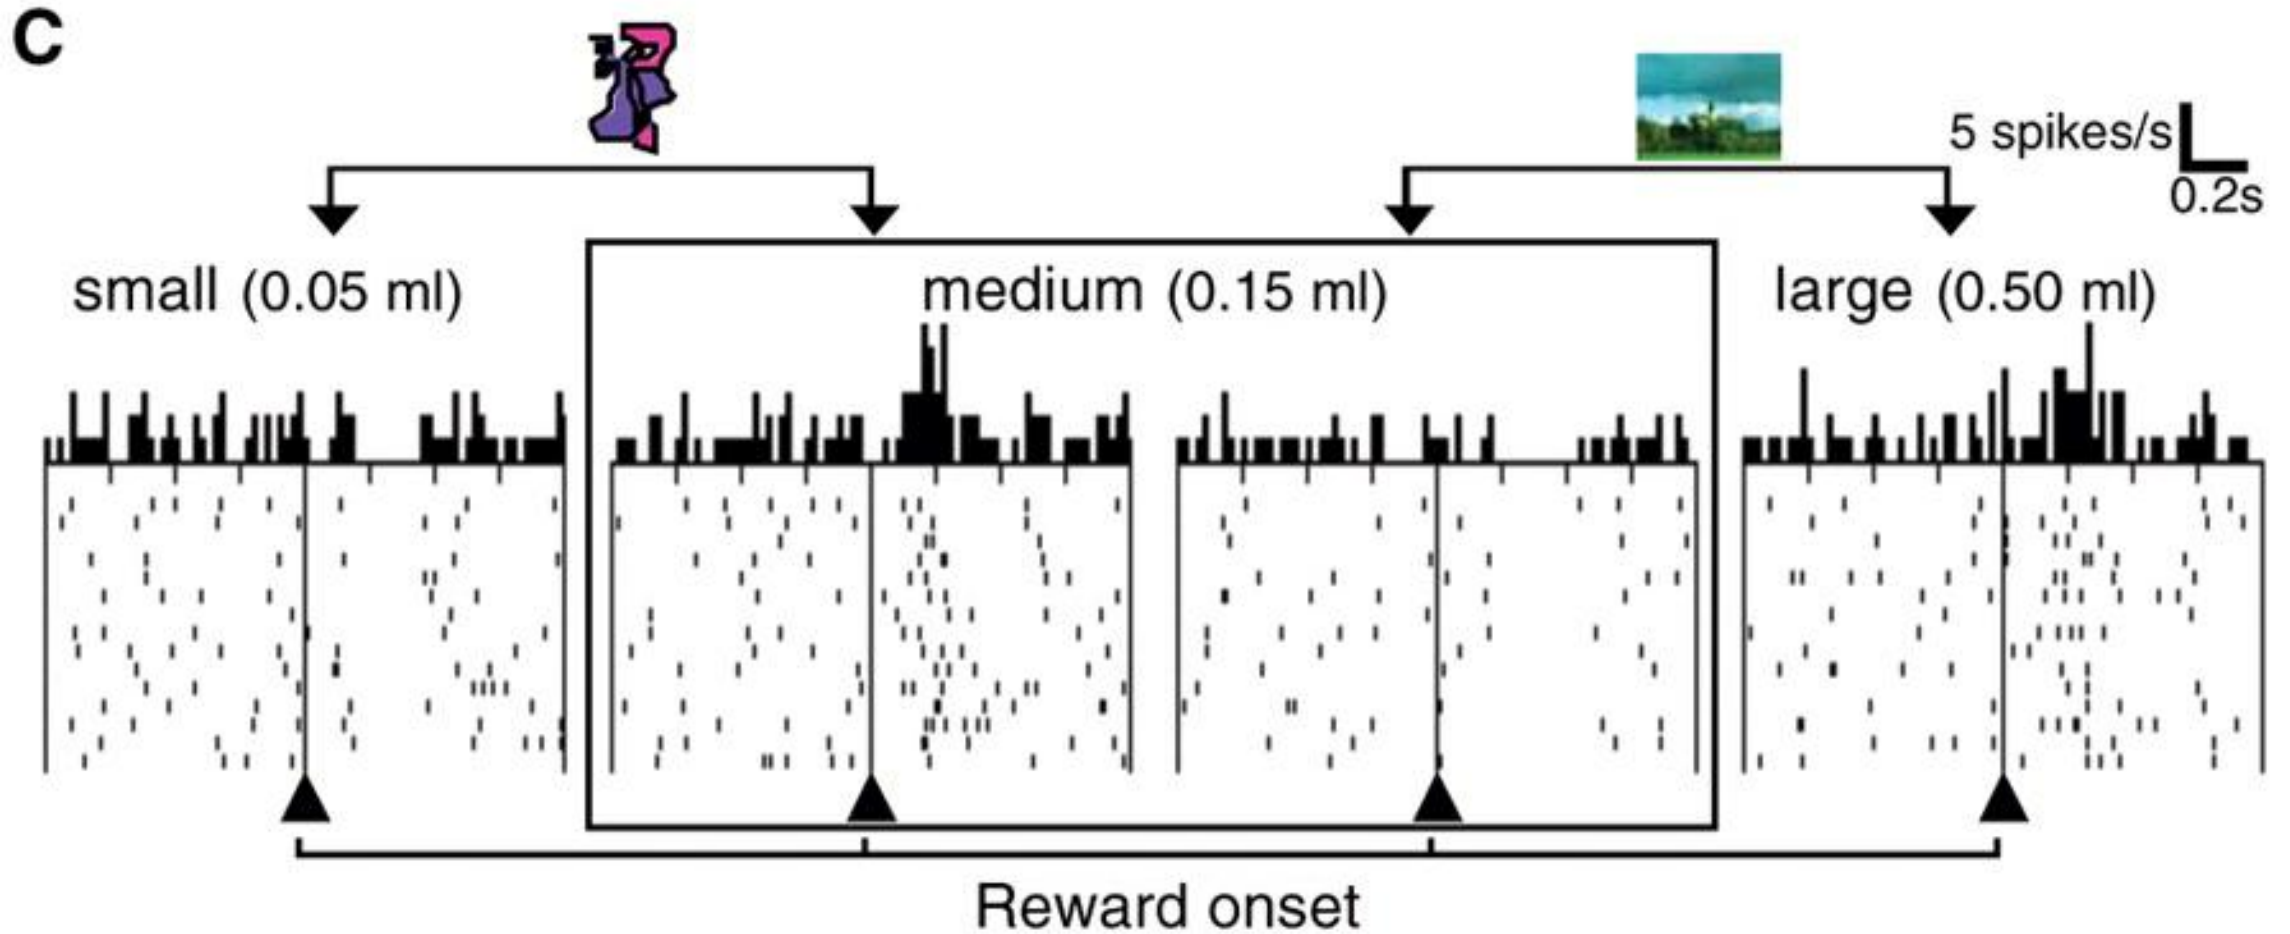 C
5 spikes/s
0.2s
small (0.05 ml)
medium (0.15 ml)
large (0.50 ml)
Reward onset